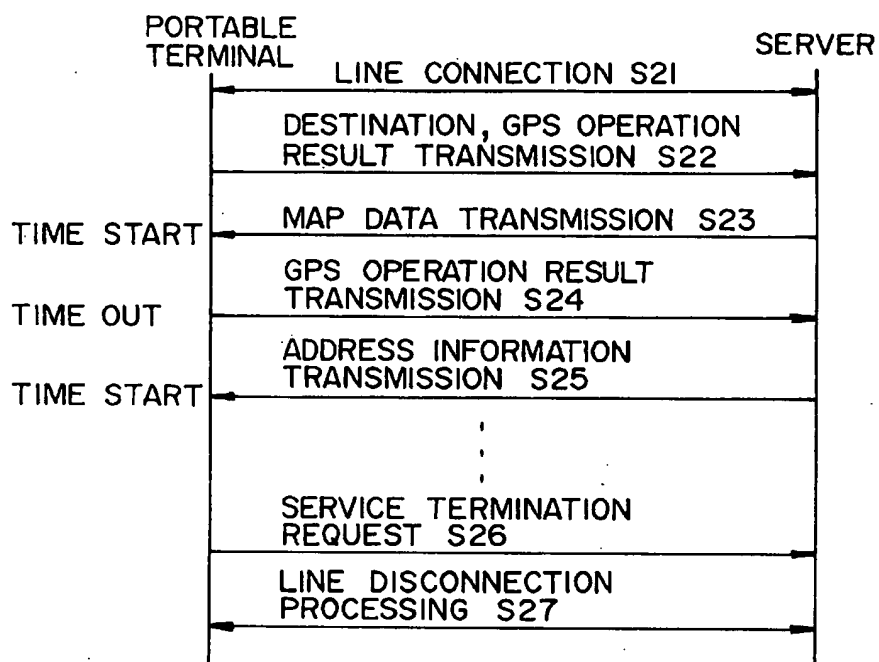 PORTABLE
TERMINAL
SERVER
LINE CONNECTION S21
DESTINATION, GPS OPERATION
RESULT TRANSMISSION S22
MAP DATA TRANSMISSION S23
TIME START
GPS OPERATION RESULT
TRANSMISSION S24
TIME OUT
ADDRESS INFORMATION
TRANSMISSION S25
TIME START
SERVICE TERMINATION
REQUEST S26
LINE DISCONNECTION
PROCESSING S27